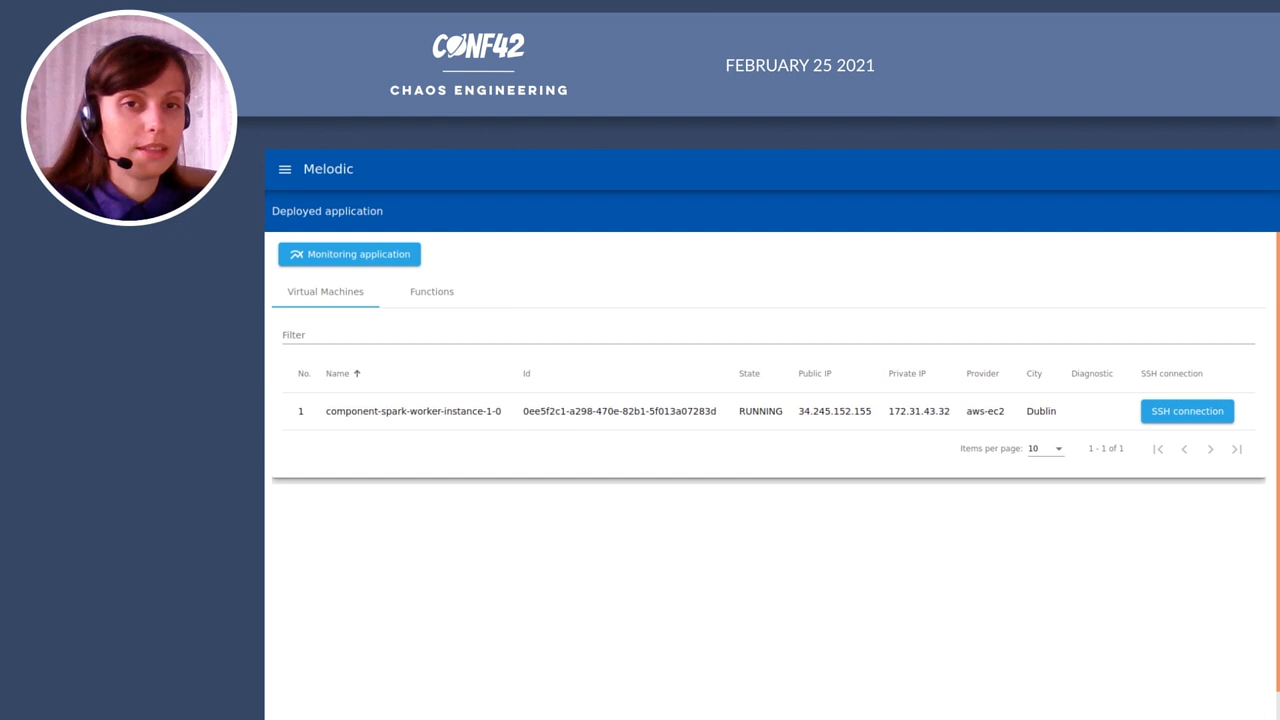 CONF42
CHAOS ENGINEERING
FEBRUARY 25 2021
Melodic
Deployed application
Monitoring application
Virtual Machines Functions
Filter
No. Name Id State Public IP Private IP Provider City Diagnostic SSH connection
1 component-spark-worker-instance-1-0 0ee5f2c1-a298-470e-82b1-5f013a07283d RUNNING 34.245.152.155 172.31.43.32 aws-ec2 Dublin SSH connection
Items per page: 10 1 - 1 of 1